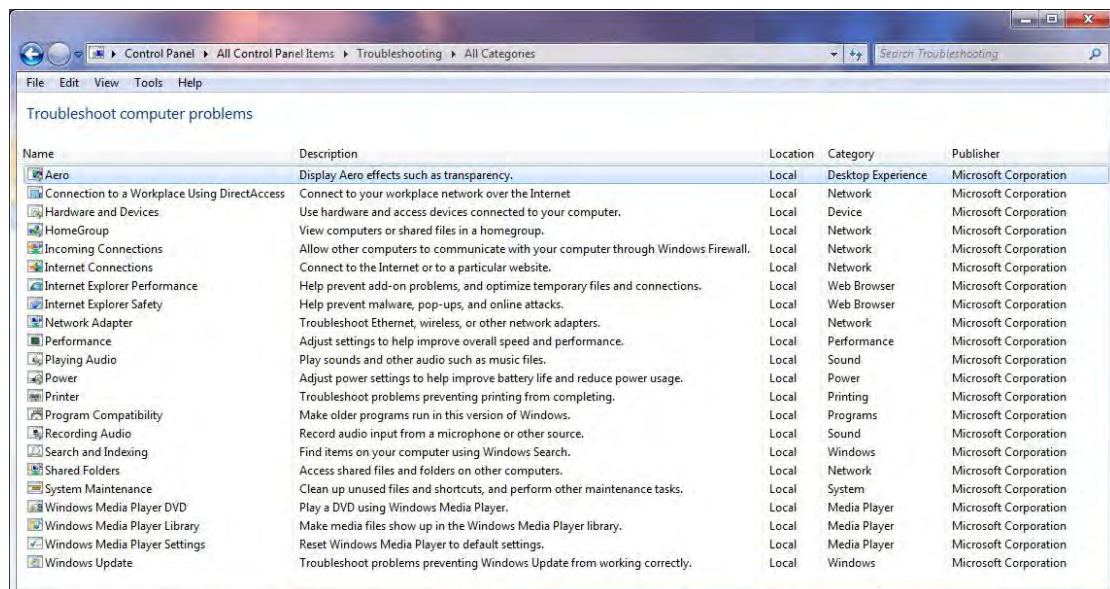 Control Panel ▸ All Control Panel Items ▸ Troubleshooting ▸ All Categories Search Troubleshooting
File Edit View Tools Help
Troubleshoot computer problems
Name Description Location Category Publisher
Aero Display Aero effects such as transparency. Local Desktop Experience Microsoft Corporation
Connection to a Workplace Using DirectAccess Connect to your workplace network over the Internet Local Network Microsoft Corporation
Hardware and Devices Use hardware and access devices connected to your computer. Local Device Microsoft Corporation
HomeGroup View computers or shared files in a homegroup. Local Network Microsoft Corporation
Incoming Connections Allow other computers to communicate with your computer through Windows Firewall. Local Network Microsoft Corporation
Internet Connections Connect to the Internet or to a particular website. Local Network Microsoft Corporation
Internet Explorer Performance Help prevent add-on problems, and optimize temporary files and connections. Local Web Browser Microsoft Corporation
Internet Explorer Safety Help prevent malware, pop-ups, and online attacks. Local Web Browser Microsoft Corporation
Network Adapter Troubleshoot Ethernet, wireless, or other network adapters. Local Network Microsoft Corporation
Performance Adjust settings to help improve overall speed and performance. Local Performance Microsoft Corporation
Playing Audio Play sounds and other audio such as music files. Local Sound Microsoft Corporation
Power Adjust power settings to help improve battery life and reduce power usage. Local Power Microsoft Corporation
Printer Troubleshoot problems preventing printing from completing. Local Printing Microsoft Corporation
Program Compatibility Make older programs run in this version of Windows. Local Programs Microsoft Corporation
Recording Audio Record audio input from a microphone or other source. Local Sound Microsoft Corporation
Search and Indexing Find items on your computer using Windows Search. Local Windows Microsoft Corporation
Shared Folders Access shared files and folders on other computers. Local Network Microsoft Corporation
System Maintenance Clean up unused files and shortcuts, and perform other maintenance tasks. Local System Microsoft Corporation
Windows Media Player DVD Play a DVD using Windows Media Player. Local Media Player Microsoft Corporation
Windows Media Player Library Make media files show up in the Windows Media Player library. Local Media Player Microsoft Corporation
Windows Media Player Settings Reset Windows Media Player to default settings. Local Media Player Microsoft Corporation
Windows Update Troubleshoot problems preventing Windows Update from working correctly. Local Windows Microsoft Corporation